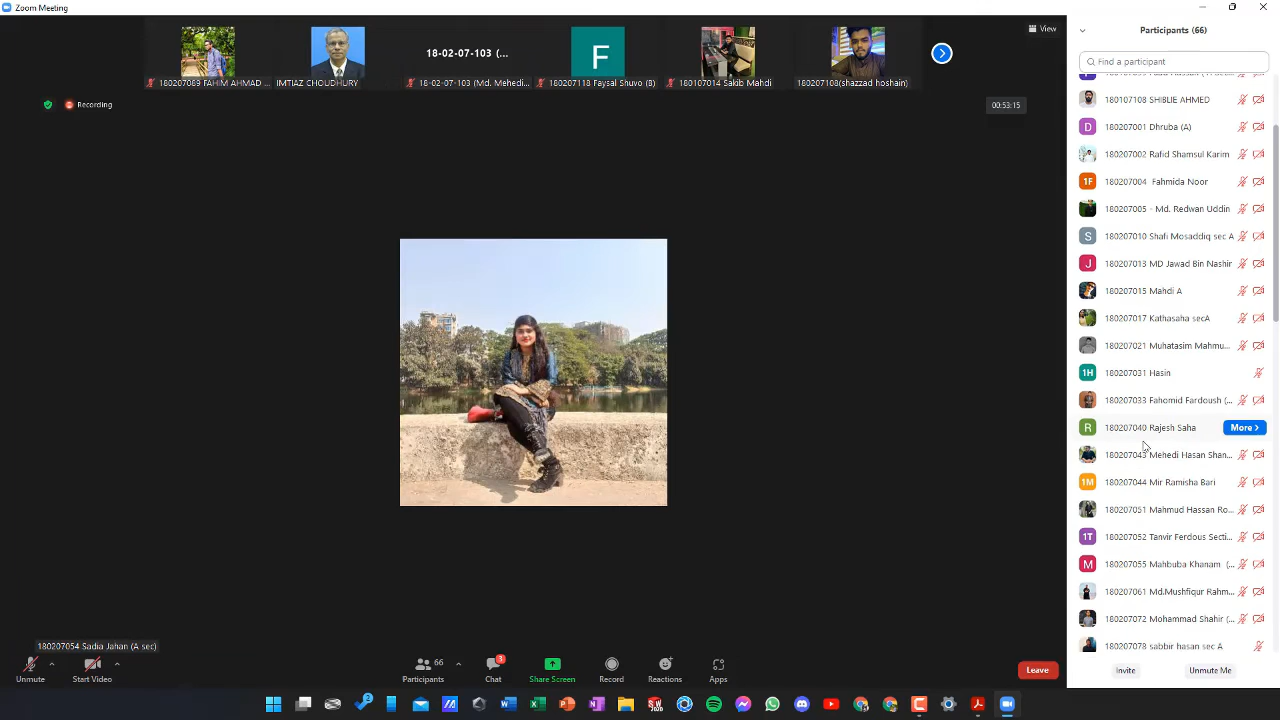 Zoom Meeting
View
18-02-07-103 (...
F
180207069 FAHIM AHMAD ...
IMTIAZ CHOUDHURY
18-02-07-103 (Md. Mehedi...
180207118 Faysal Shuvo (B)
180107014 Sakib Mahdi
180207108(shazzad hoshain)
Recording
00:53:15
Participants (66)
Find a participant
180107108 SHIBLIE AHMED
D 180207001 Dhruba (A)
180207002 Rafid Shamsul Karim
1F 180207004 Fahmida Noor
180207005 - Md. Redwan Uddin
S 180207010 Shafi Mosaddiq sec A
J 180207013 MD Jawad Bin Nashir
180207015 Mahdi A
180207017 Kathasaha secA
180207021 Muhatasim Mahmu...
1H 180207031 Hasin
180207033 Fahomid Fardoush (...
R 180207040 Rajesh Saha More
180207043 Mehedi Hasan Shan...
1M 180207044 Mir Ramisha Bari
180207051 Mahmud Hassan Ro...
1T 180207052 Tanvir Ferdous Secti...
M 180207055 Mahbuba Khanam (...
180207061 Md.Mushfiqur Rahm...
180207072 Mohammad Shahir (...
180207078 sabbir hasan sec A
Invite
Unmute Me
180207054 Sadia Jahan (A sec)
Unmute
Start Video
66
Participants
3
Chat
Share Screen
Record
Reactions
Apps
Leave